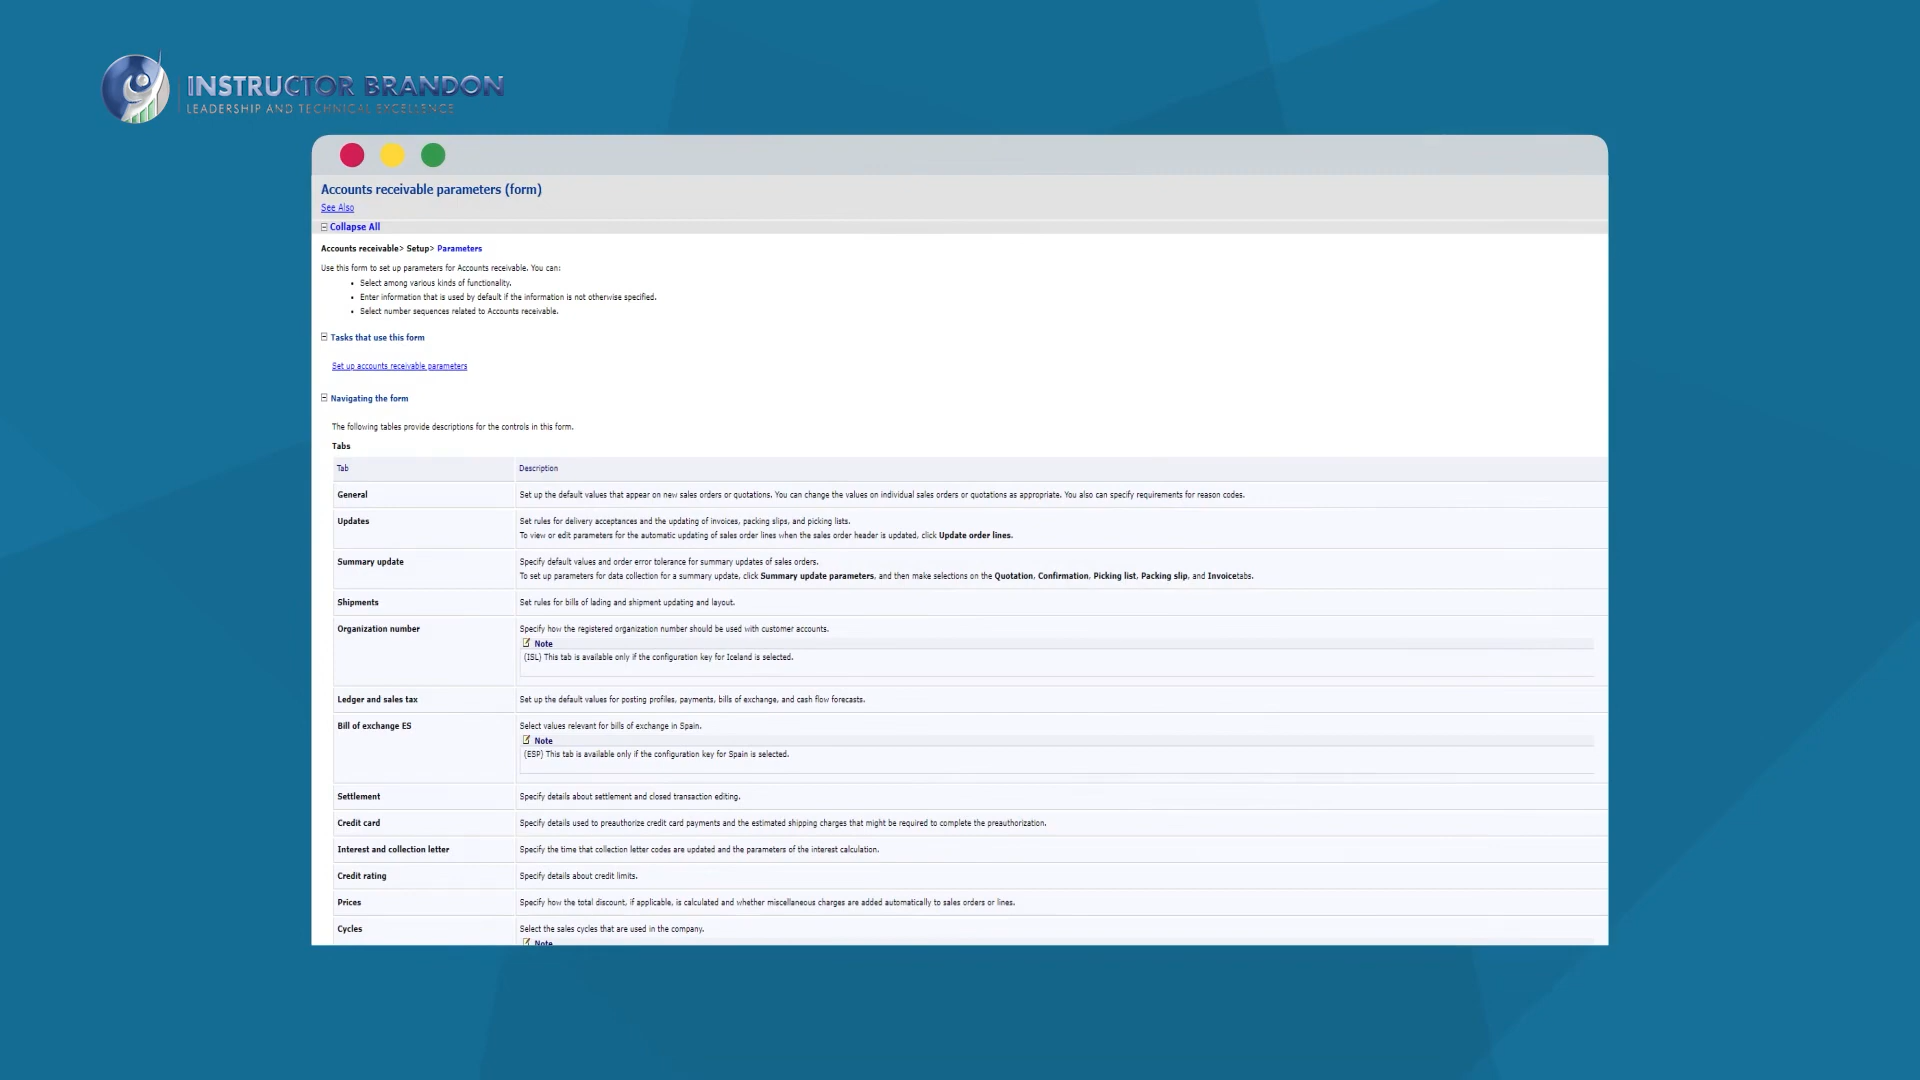 INSTRUCTOR BRANDON
LEADERSHIP AND TECHNICAL EXCELLENCE
Accounts receivable parameters (form)
See Also
Collapse All
Accounts receivable> Setup> Parameters
Use this form to set up parameters for Accounts receivable. You can:
• Select among various kinds of functionality.
• Enter information that is used by default if the information is not otherwise specified.
• Select number sequences related to Accounts receivable.
Tasks that use this form
Set up accounts receivable parameters
Navigating the form
The following tables provide descriptions for the controls in this form.
Tabs
Tab Description
General Set up the default values that appear on new sales orders or quotations. You can change the values on individual sales orders or quotations as appropriate. You also can specify requirements for reason codes.
Updates Set rules for delivery acceptances and the updating of invoices, packing slips, and picking lists.
To view or edit parameters for the automatic updating of sales order lines when the sales order header is updated, click Update order lines.
Summary update Specify default values and order error tolerance for summary updates of sales orders.
To set up parameters for data collection for a summary update, click Summary update parameters, and then make selections on the Quotation, Confirmation, Picking list, Packing slip, and Invoicetabs.
Shipments Set rules for bills of lading and shipment updating and layout.
Organization number Specify how the registered organization number should be used with customer accounts.
Note
(ISL) This tab is available only if the configuration key for Iceland is selected.
Ledger and sales tax Set up the default values for posting profiles, payments, bills of exchange, and cash flow forecasts.
Bill of exchange ES Select values relevant for bills of exchange in Spain.
Note
(ESP) This tab is available only if the configuration key for Spain is selected.
Settlement Specify details about settlement and closed transaction editing.
Credit card Specify details used to preauthorize credit card payments and the estimated shipping charges that might be required to complete the preauthorization.
Interest and collection letter Specify the time that collection letter codes are updated and the parameters of the interest calculation.
Credit rating Specify details about credit limits.
Prices Specify how the total discount, if applicable, is calculated and whether miscellaneous charges are added automatically to sales orders or lines.
Cycles Select the sales cycles that are used in the company.
Note